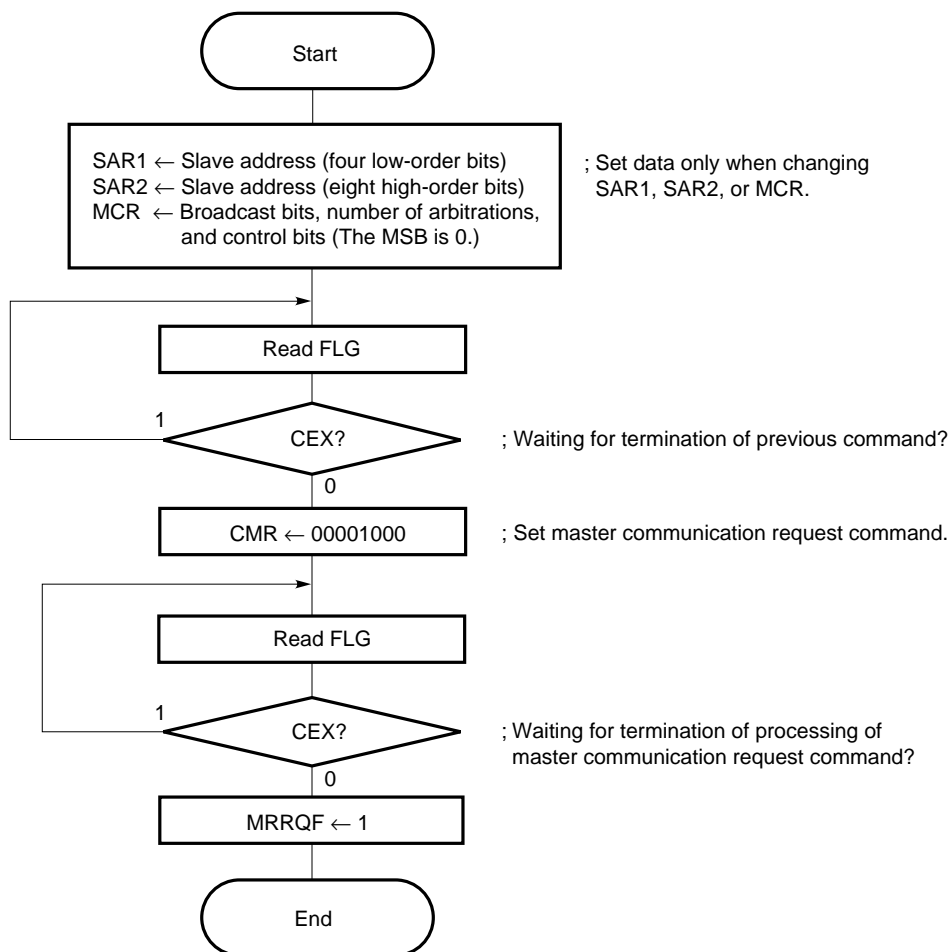 Start
SAR1 ← Slave address (four low-order bits)
SAR2 ← Slave address (eight high-order bits)
MCR ← Broadcast bits, number of arbitrations,
and control bits (The MSB is 0.)
; Set data only when changing
SAR1, SAR2, or MCR.
Read FLG
1
CEX?
; Waiting for termination of previous command?
0
CMR ← 00001000
; Set master communication request command.
Read FLG
1
CEX?
; Waiting for termination of processing of
master communication request command?
0
MRRQF ← 1
End